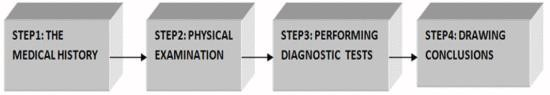 STEP1: THE
MEDICAL HISTORY
STEP2: PHYSICAL
EXAMINATION
STEP3: PERFORMING
DIAGNOSTIC TESTS
STEP4: DRAWING
CONCLUSIONS